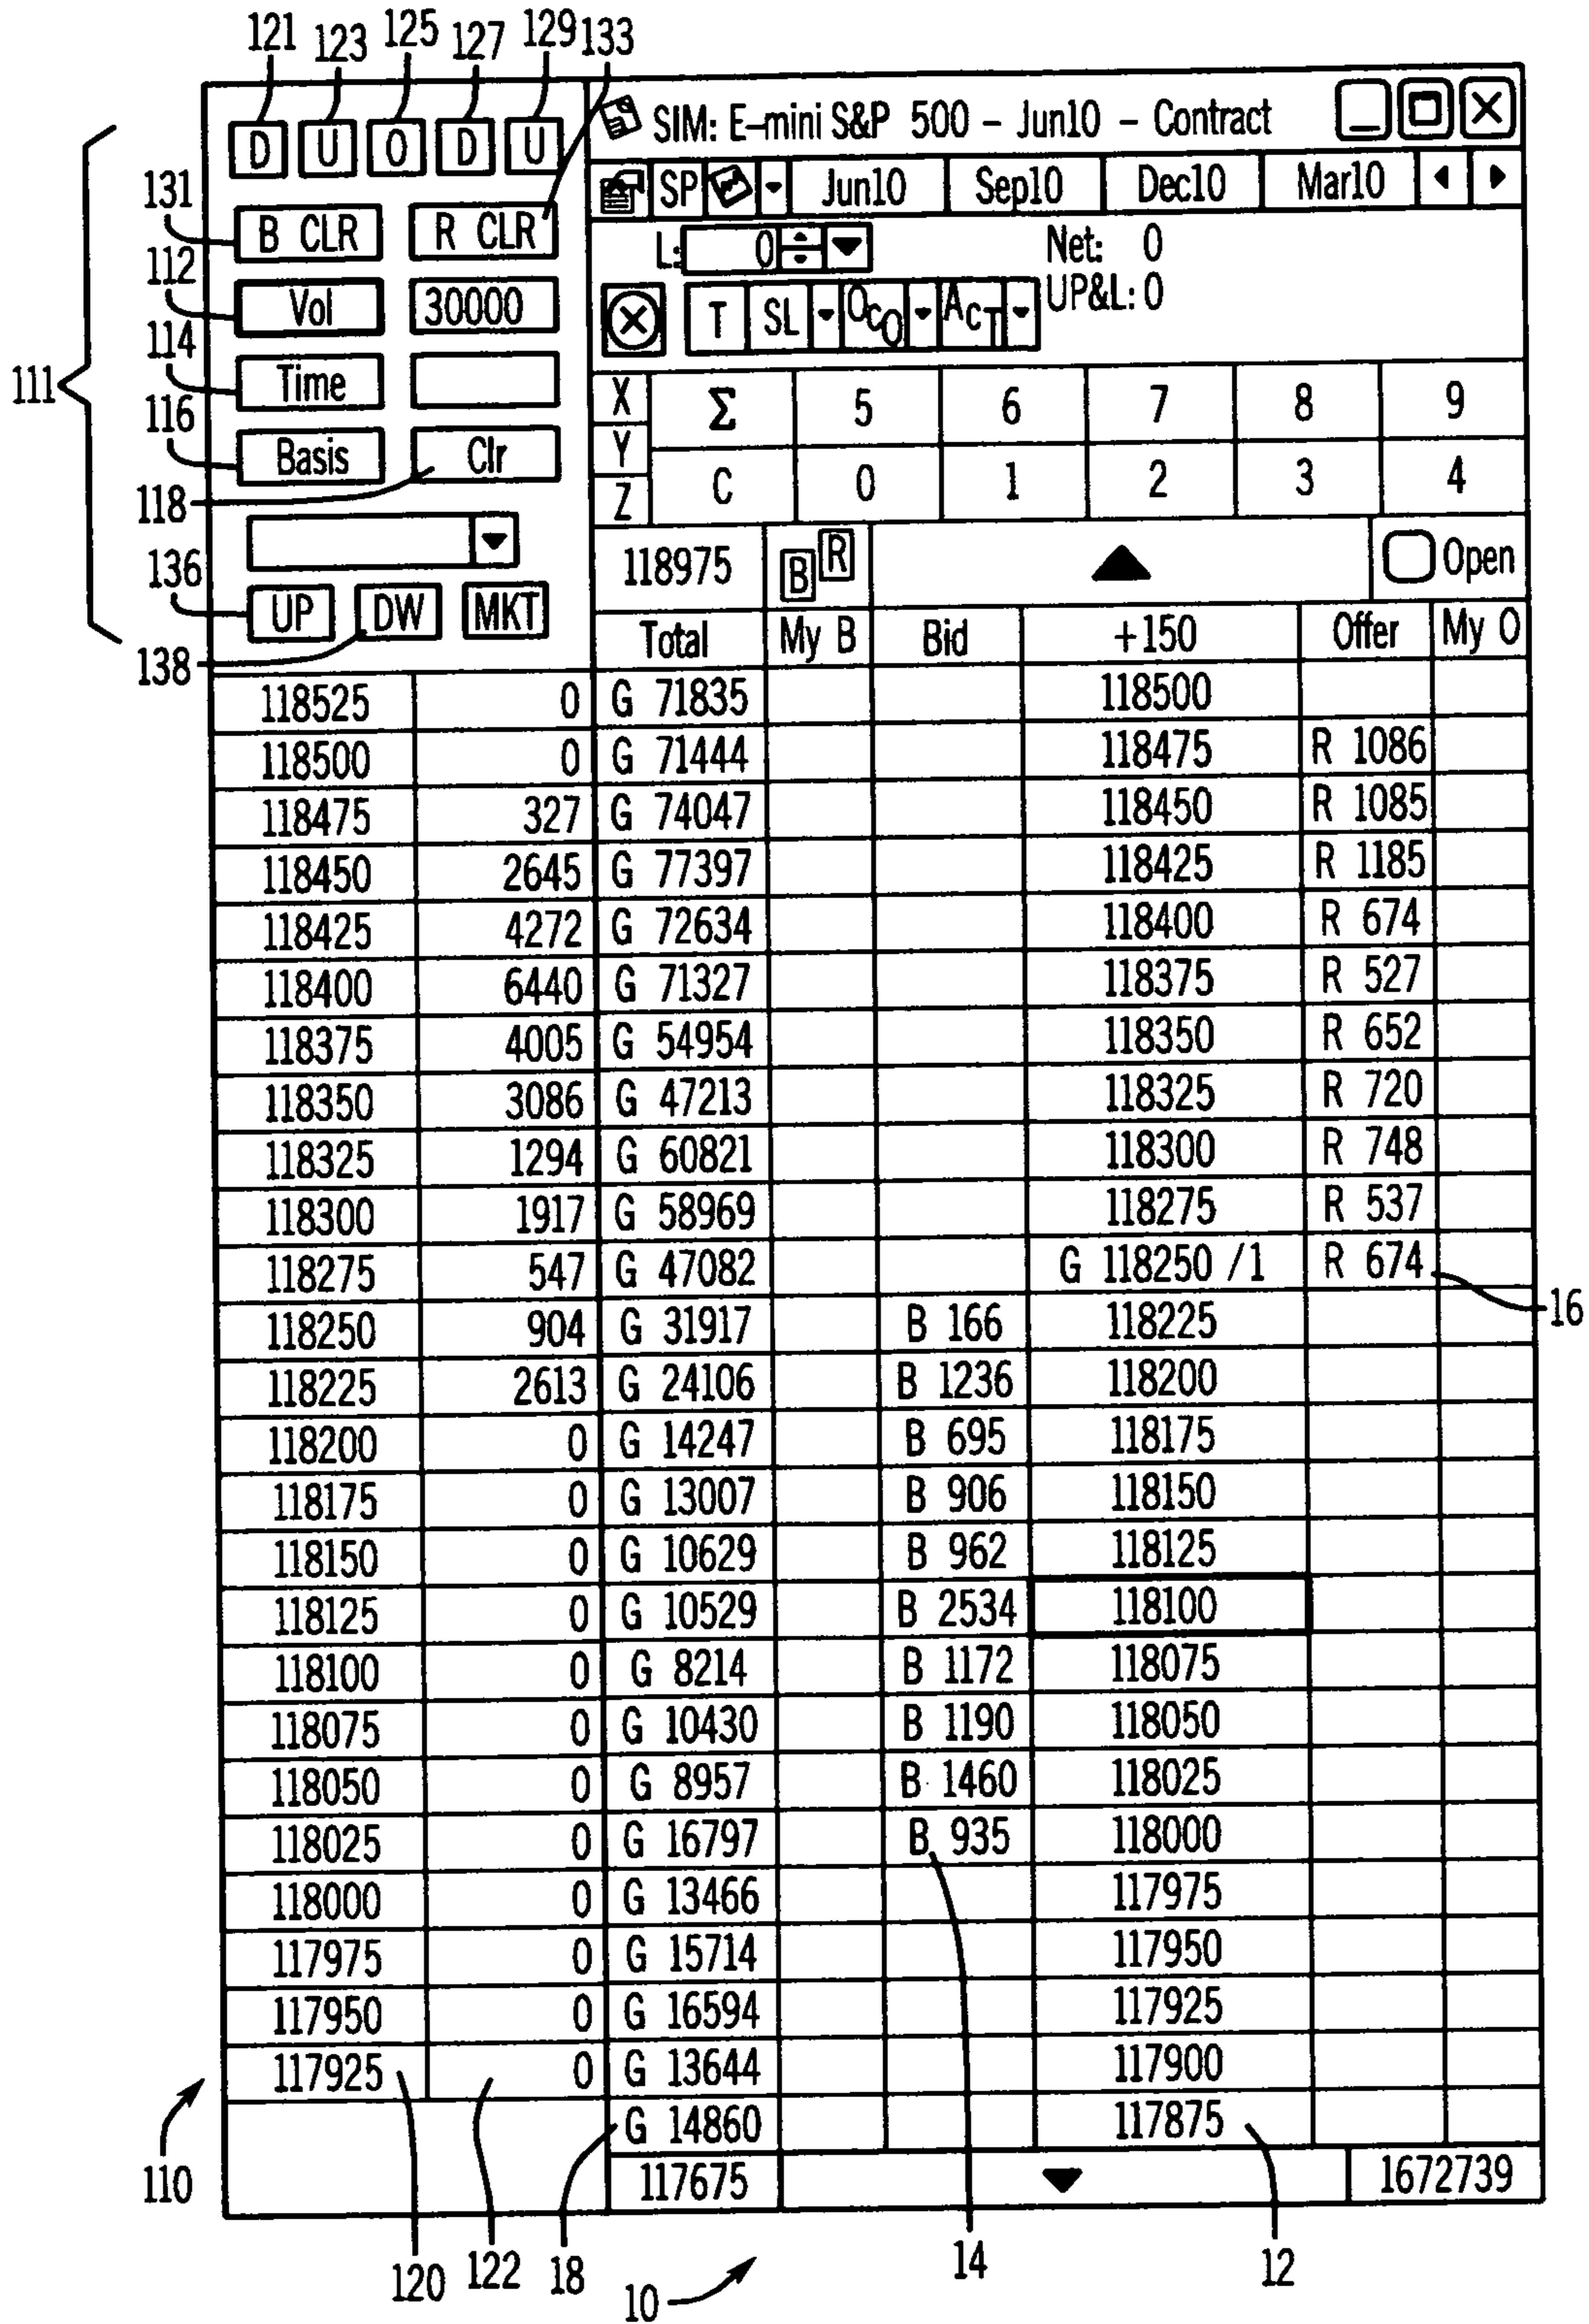 121 123 125 127 129 133
D U O D U SIM: E-mini S&P 500 - Jun10 - Contract
131 B CLR R CLR SP Jun10 Sep10 Dec10 Mar10
L: 0 Net: 0
112 Vol 30000 T SL OCO ACT UP&L: 0
111 114 Time X Σ 5 6 7 8 9
116 Basis Clr Y
118 Z C 0 1 2 3 4
118975 B R Open
136 UP DW MKT
138 Total My B Bid +150 Offer My O
118525 0 G 71835 118500
118500 0 G 71444 118475 R 1086
118475 327 G 74047 118450 R 1085
118450 2645 G 77397 118425 R 1185
118425 4272 G 72634 118400 R 674
118400 6440 G 71327 118375 R 527
118375 4005 G 54954 118350 R 652
118350 3086 G 47213 118325 R 720
118325 1294 G 60821 118300 R 748
118300 1917 G 58969 118275 R 537
118275 547 G 47082 G 118250 /1 R 674
16
118250 904 G 31917 B 166 118225
118225 2613 G 24106 B 1236 118200
118200 0 G 14247 B 695 118175
118175 0 G 13007 B 906 118150
118150 0 G 10629 B 962 118125
118125 0 G 10529 B 2534 118100
118100 0 G 8214 B 1172 118075
118075 0 G 10430 B 1190 118050
118050 0 G 8957 B 1460 118025
118025 0 G 16797 B 935 118000
118000 0 G 13466 117975
117975 0 G 15714 117950
117950 0 G 16594 117925
117925 0 G 13644 117900
G 14860 117875
110 117675 1672739
120 122 18 10 14 12